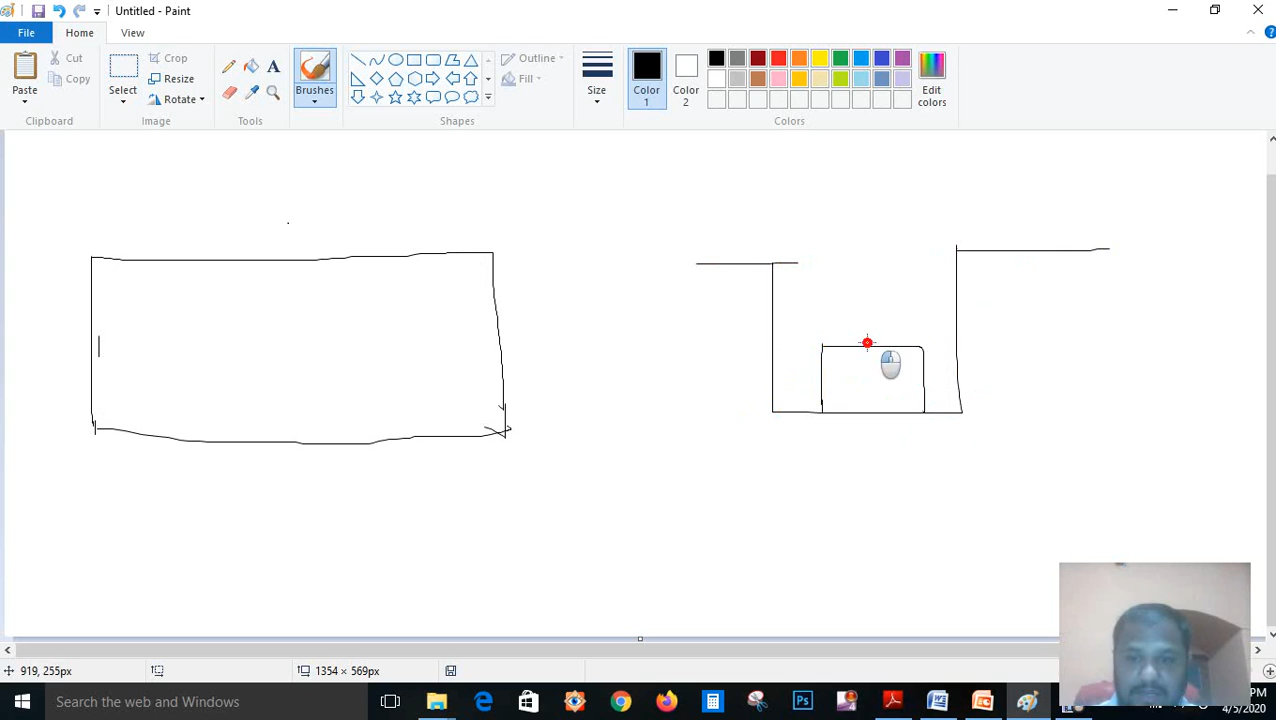 Untitled - Paint
File
Home
View
Paste
Cut
Copy
Clipboard
Select
Crop
Resize
Rotate
Image
A
Tools
Brushes
Outline
Fill
Shapes
Size
Color
1
Color
2
Edit
colors
Colors
919, 255px
1354 × 569px
Search the web and Windows
Ps
PM
4/5/2020